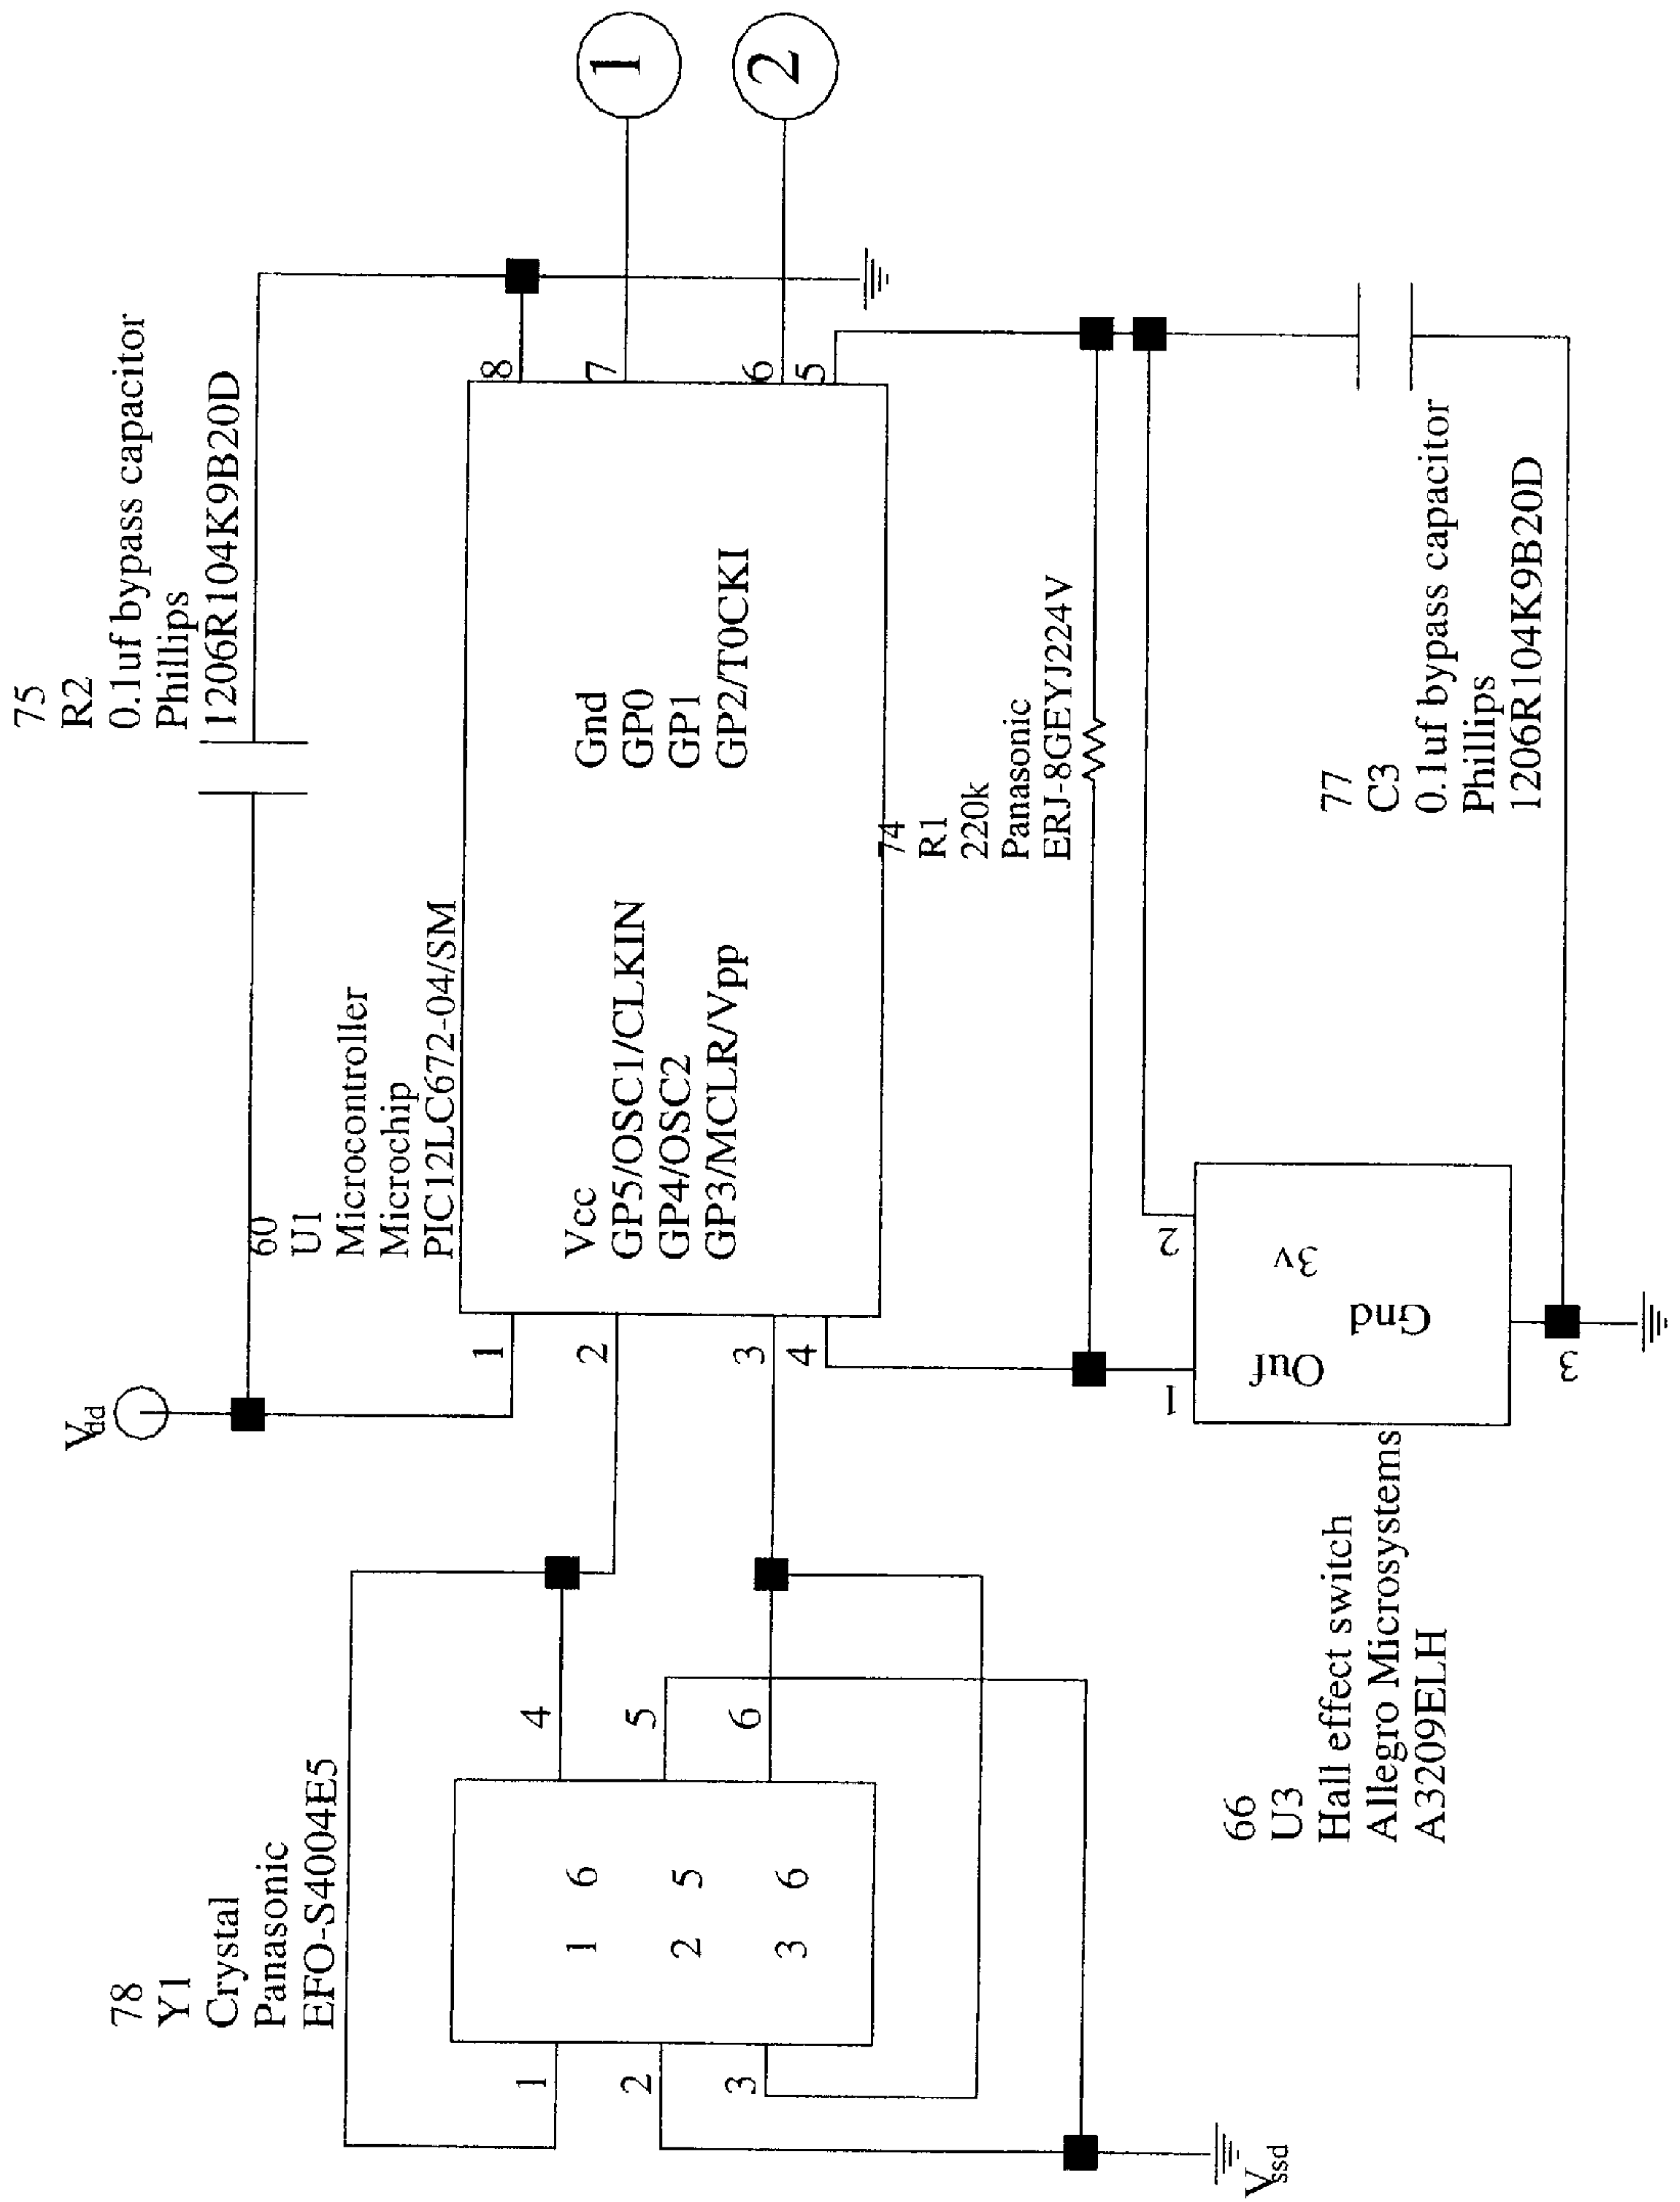 78
Y1
Crystal
Panasonic
EFO-S4004E5
1
2
3
1 6
2 5
3 6
4
5
6
V
ssd
V
dd
60
U1
Microcontroller
Microchip
PIC12LC672-04/SM
1
2
3
4
Vcc
GP5/OSC1/CLKIN
GP4/OSC2
GP3/MCLR/Vpp
Gnd
GP0
GP1
GP2/T0CKI
8
7
6
5
75
R2
0.1uf bypass capacitor
Phillips
1206R104K9B20D
1
2
74
R1
220k
Panasonic
ERJ-8GEYJ224V
66
U3
Hall effect switch
Allegro Microsystems
A3209ELH
1
2
3
Ouf
3v
Gnd
77
C3
0.1uf bypass capacitor
Phillips
1206R104K9B20D